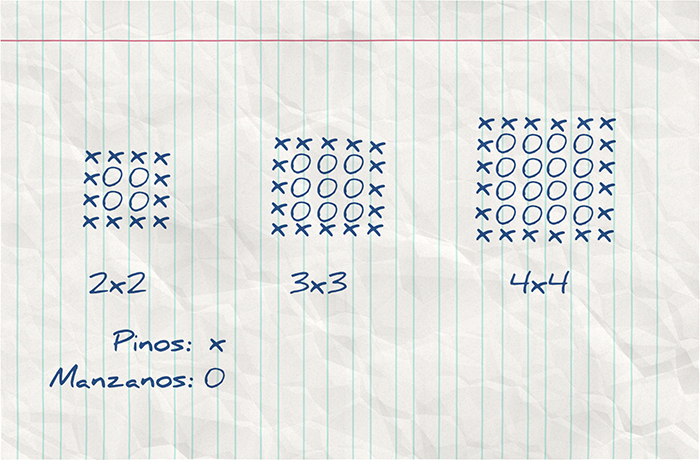 x x x x
x O O x
x O O x
x x x x
x x x x x
x O O O x
x O O O x
x O O O x
x x x x x
x x x x x x
x O O O O x
x O O O O x
x O O O O x
x O O O O x
x x x x x x
2x2
3x3
4x4
Pinos: x
Manzanos: O